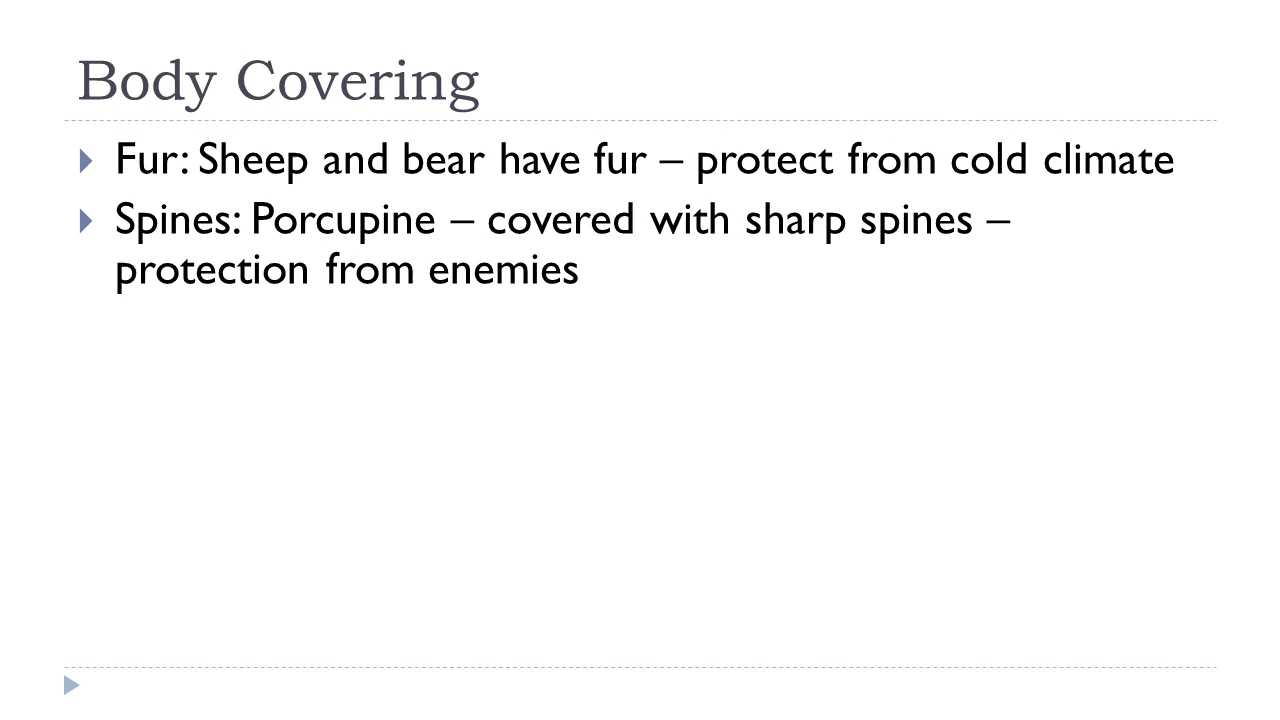 Body Covering
Fur: Sheep and bear have fur – protect from cold climate
Spines: Porcupine – covered with sharp spines –
protection from enemies